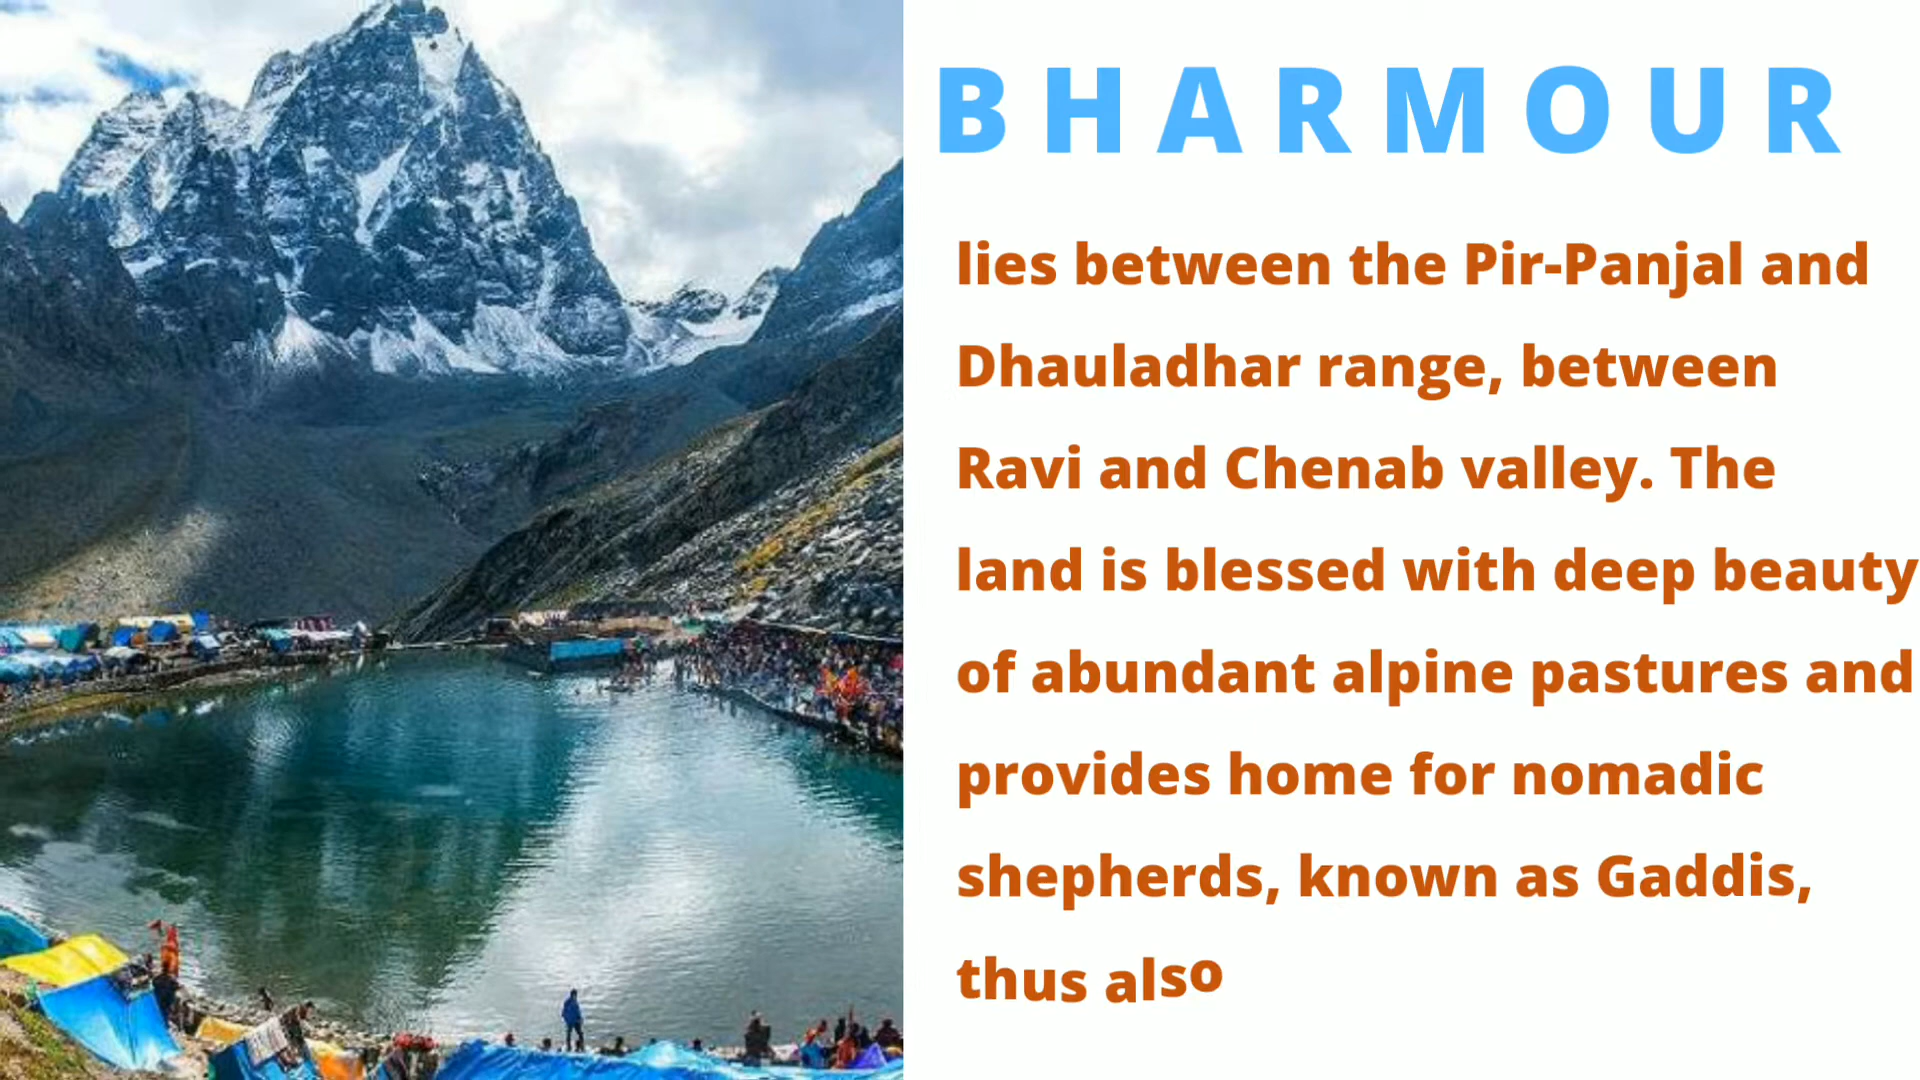 BHARMOUR
lies between the Pir-Panjal and
Dhauladhar range, between
Ravi and Chenab valley. The
land is blessed with deep beauty
of abundant alpine pastures and
provides home for nomadic
shepherds, known as Gaddis,
thus also